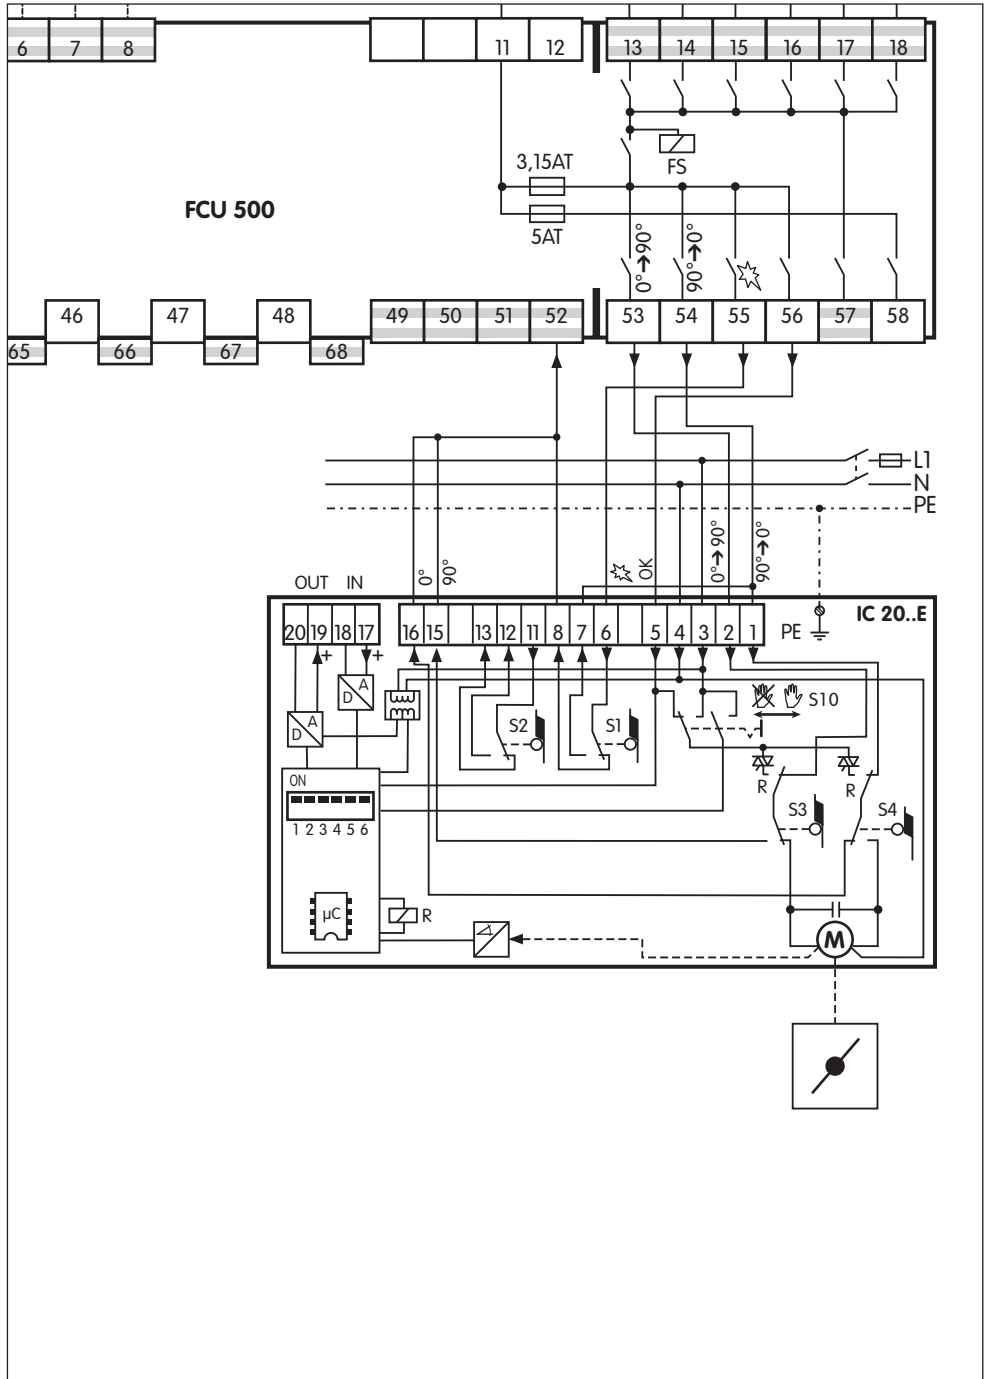 6 7 8 11 12 13 14 15 16 17 18
FS
3,15AT
5AT
FCU 500
0°➔90°
90°➔0°
46 47 48 49 50 51 52 53 54 55 56 57 58
65 66 67 68
L1
N
PE
0°
90°
OK
0°➔90°
90°➔0°
OUT IN
IC 20..E
20 19 18 17 16 15 13 12 11 8 7 6 5 4 3 2 1 PE
+ +
A
D
A
D
S2
S1
S10
R
R
S3
S4
ON
1 2 3 4 5 6
µC
R
M